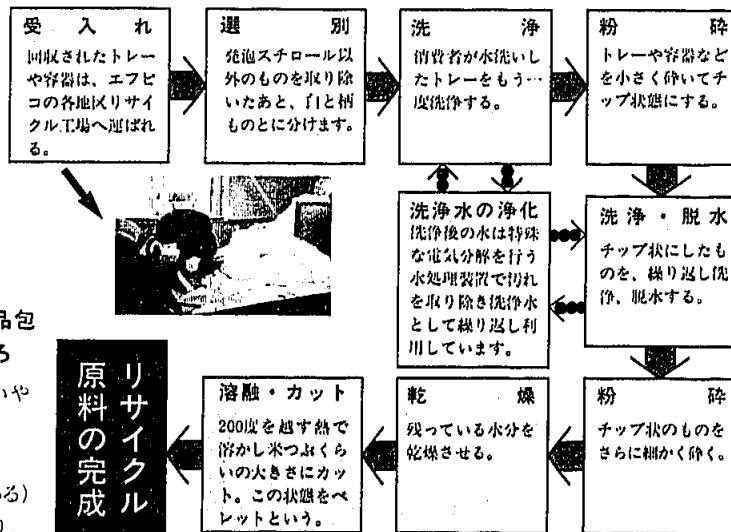 受入れ
回収されたトレー
や容器は、エフピ
コの各地区リサイ
クル工場へ運ばれ
る。
選別
発泡スチロール以
外のものを取り除
いたあと、白と柄
ものとに分けます。
洗浄
消費者が水洗いし
たトレーをもう一
度洗浄する。
粉砕
トレーや容器など
を小さく砕いてチ
ップ状態にする。
洗浄水の浄化
洗浄後の水は特殊
な電気分解を行う
水処理装置で汚れ
を取り除き洗浄水
として繰り返し利
用しています。
洗浄・脱水
チップ状にしたも
のを、繰り返し洗
浄、脱水する。
粉砕
チップ状のものを
さらに細かく砕く。
乾燥
残っている水分を
乾燥させる。
溶融・カット
200度を越す熱で
溶かし米つぶくら
いの大きさにカッ
ト。この状態をペ
レットという。
リサイクル
原料の完成
品包
ろ
いや
ある)